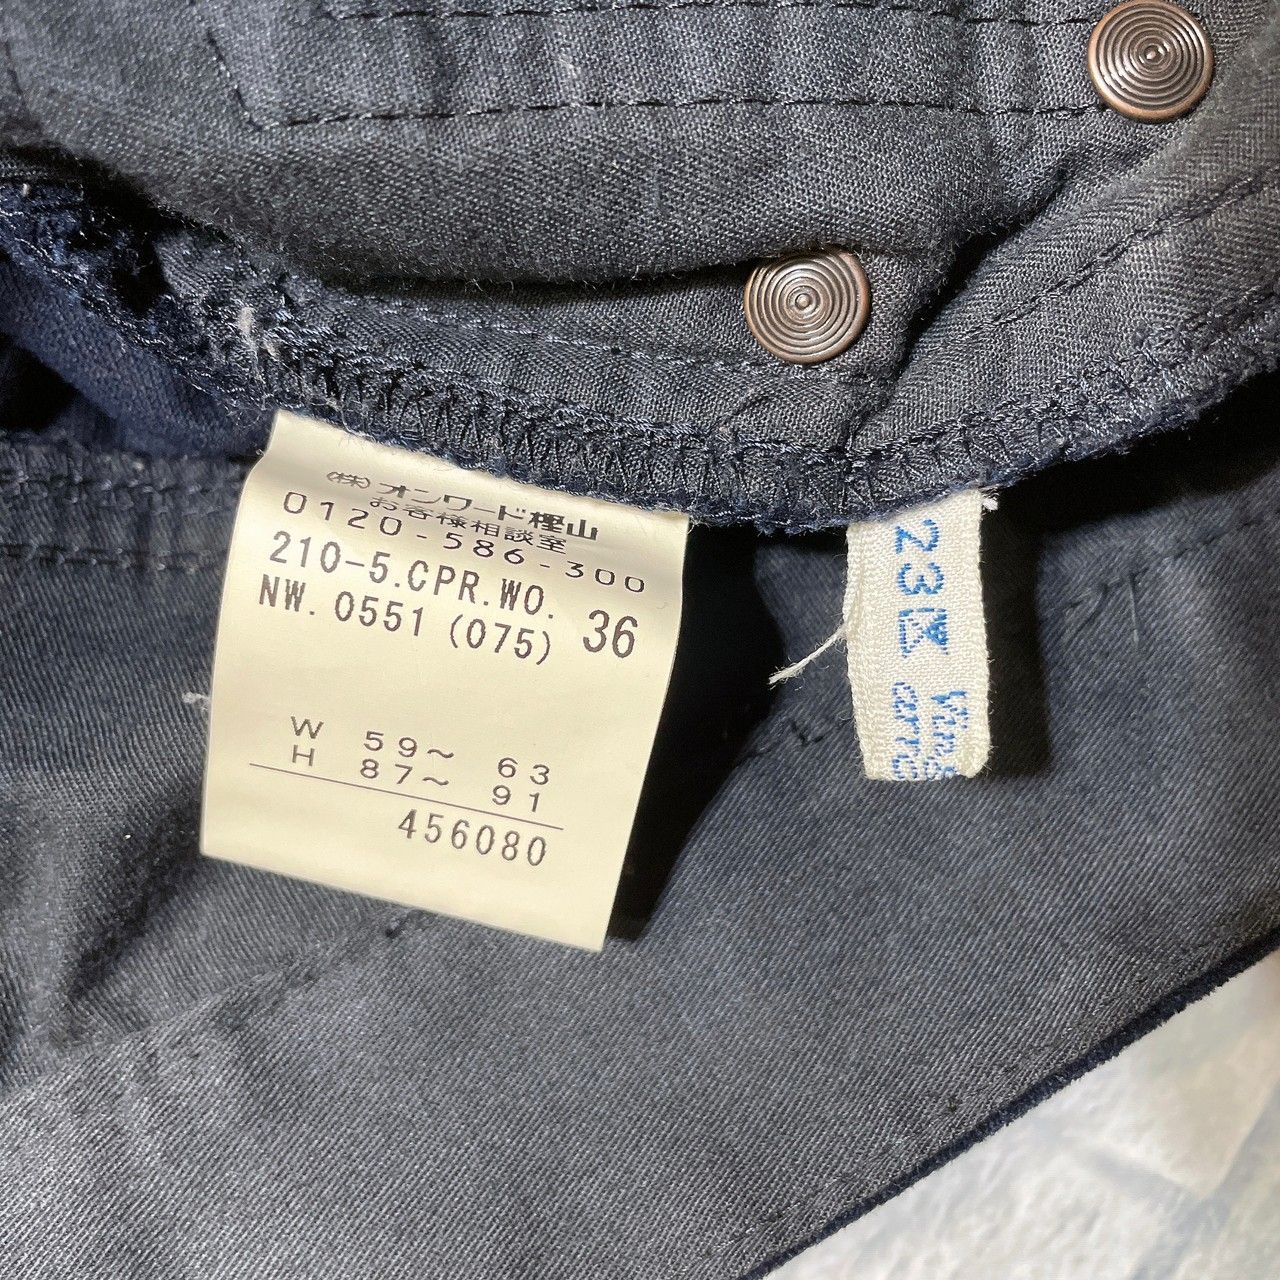 (株)オンワード樫山
お客様相談室
0120-586-300
210-5.CPR.WO.
NW. 0551 (075) 36
W 59~ 63
H 87~ 91
456080
23区